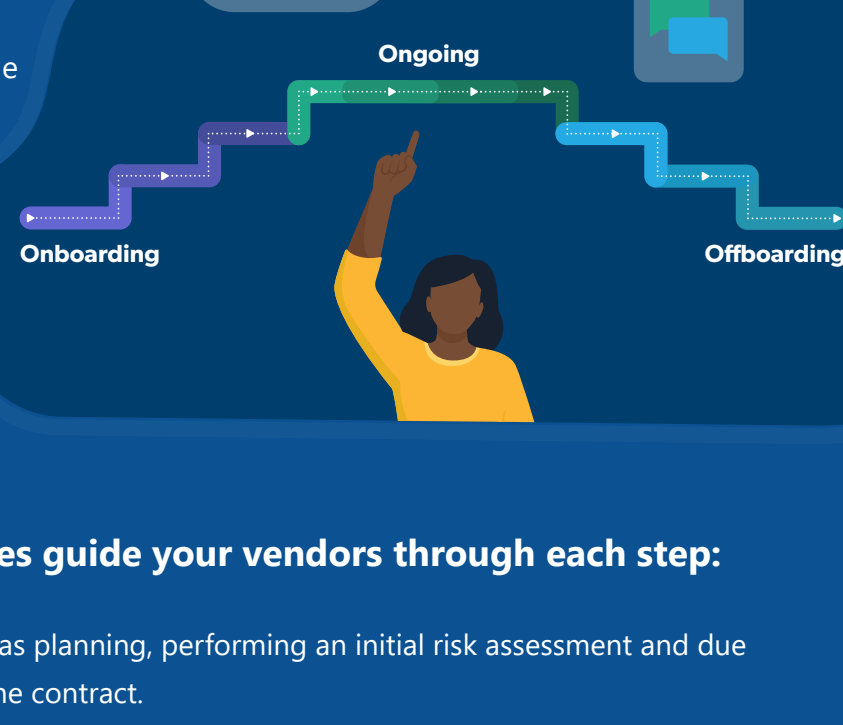 e
Ongoing
Onboarding
Offboarding
es guide your vendors through each step:
as planning, performing an initial risk assessment and due
ne contract.